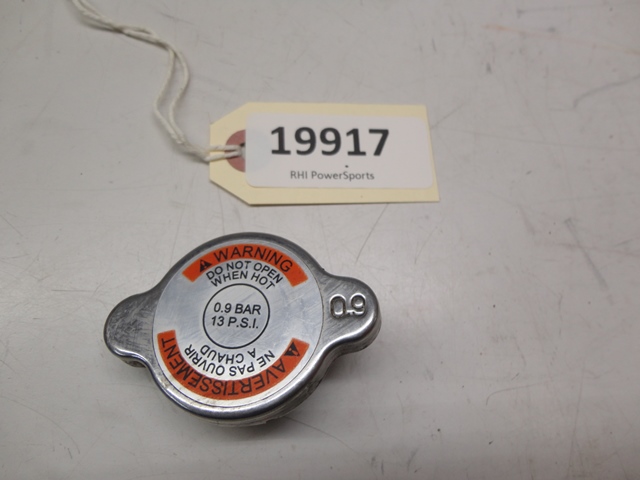 19917
RHI PowerSports
WARNING
DO NOT OPEN
WHEN HOT
0.9 BAR
13 P.S.I.
0.9
AVERTISSEMENT
NE PAS OUVRIR
A CHAUD